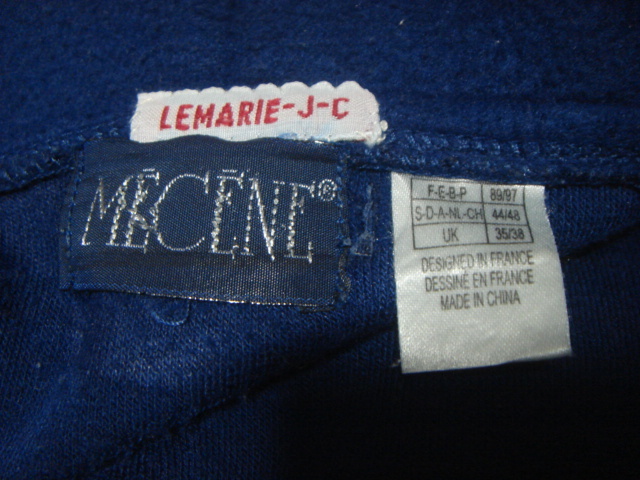 LEMARIE-J-C
MÉCÈNE®
F-E-B-P 89/97
S-D-A-NL-CH 44/48
UK 35/38
DESIGNED IN FRANCE
DESSINÉ EN FRANCE
MADE IN CHINA